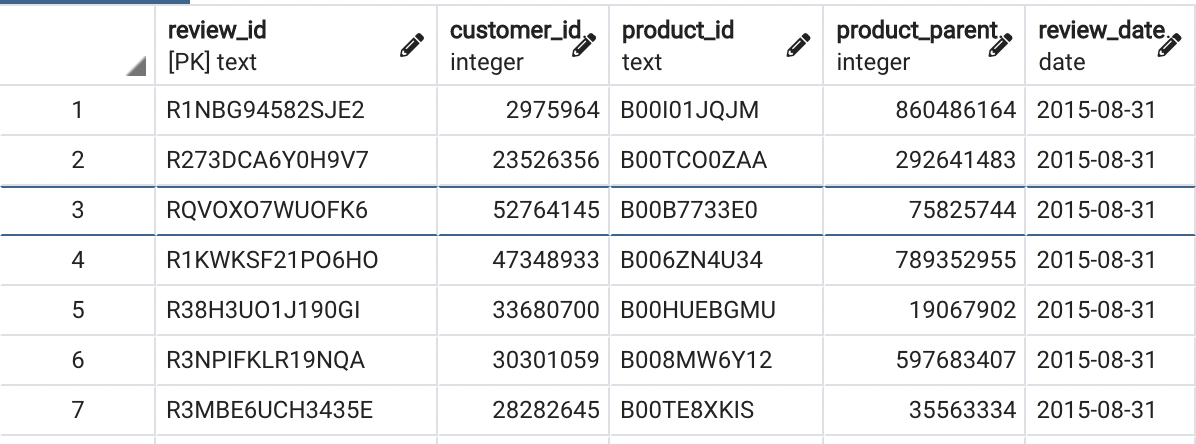 review_id customer_id product_id product_parent review_date
[PK] text integer text integer date
1 R1NBG94582SJE2 2975964 B00I01JQJM 860486164 2015-08-31
2 R273DCA6Y0H9V7 23526356 B00TCO0ZAA 292641483 2015-08-31
3 RQVOXO7WUOFK6 52764145 B00B7733E0 75825744 2015-08-31
4 R1KWKSF21PO6HO 47348933 B006ZN4U34 789352955 2015-08-31
5 R38H3UO1J190GI 33680700 B00HUEBGMU 19067902 2015-08-31
6 R3NPIFKLR19NQA 30301059 B008MW6Y12 597683407 2015-08-31
7 R3MBE6UCH3435E 28282645 B00TE8XKIS 35563334 2015-08-31